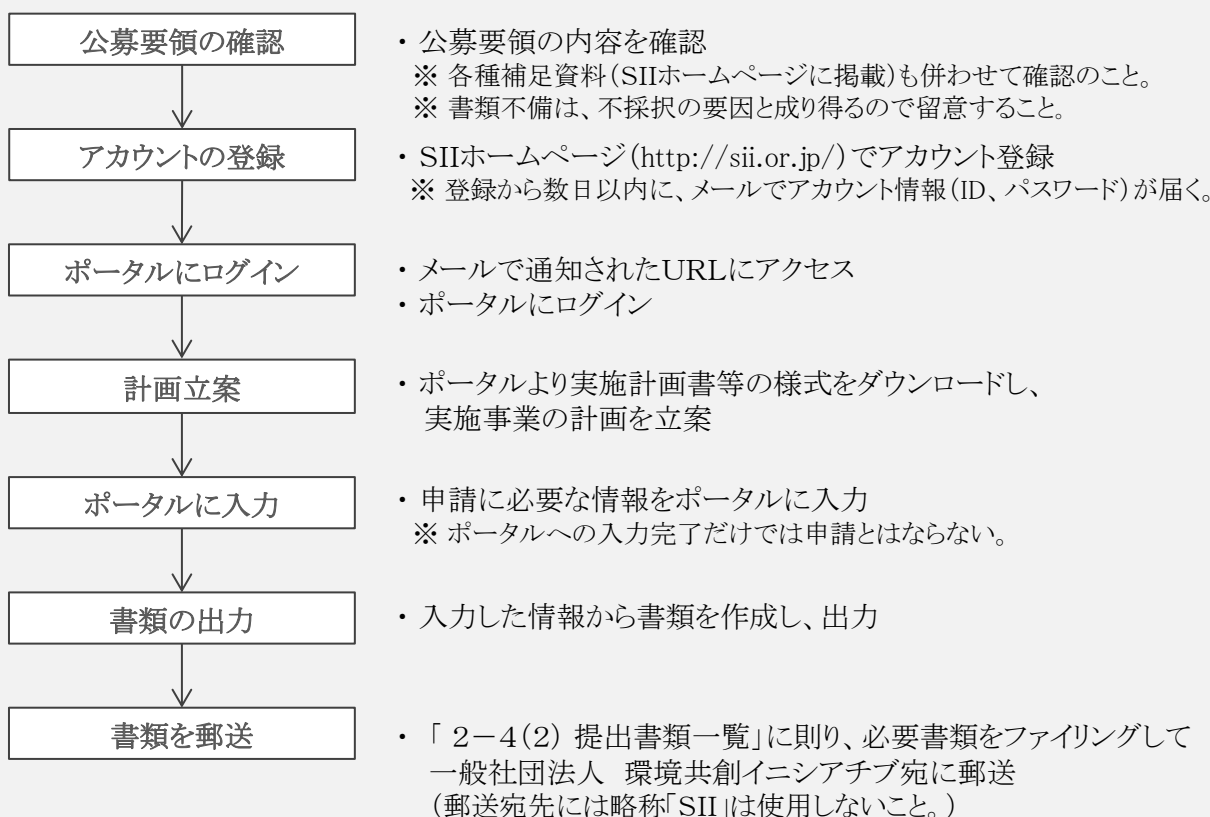 公募要領の確認
・ 公募要領の内容を確認
※ 各種補足資料(SIIホームページに掲載)も併わせて確認のこと。
※ 書類不備は、不採択の要因と成り得るので留意すること。
アカウントの登録
・ SIIホームページ(http://sii.or.jp/)でアカウント登録
※ 登録から数日以内に、メールでアカウント情報(ID、パスワード)が届く。
ポータルにログイン
・ メールで通知されたURLにアクセス
・ ポータルにログイン
計画立案
・ ポータルより実施計画書等の様式をダウンロードし、
実施事業の計画を立案
ポータルに入力
・ 申請に必要な情報をポータルに入力
※ ポータルへの入力完了だけでは申請とはならない。
書類の出力
・ 入力した情報から書類を作成し、出力
書類を郵送
・ 「 2-4(2) 提出書類一覧」に則り、必要書類をファイリングして
一般社団法人 環境共創イニシアチブ宛に郵送
(郵送宛先には略称「SII」は使用しないこと。)